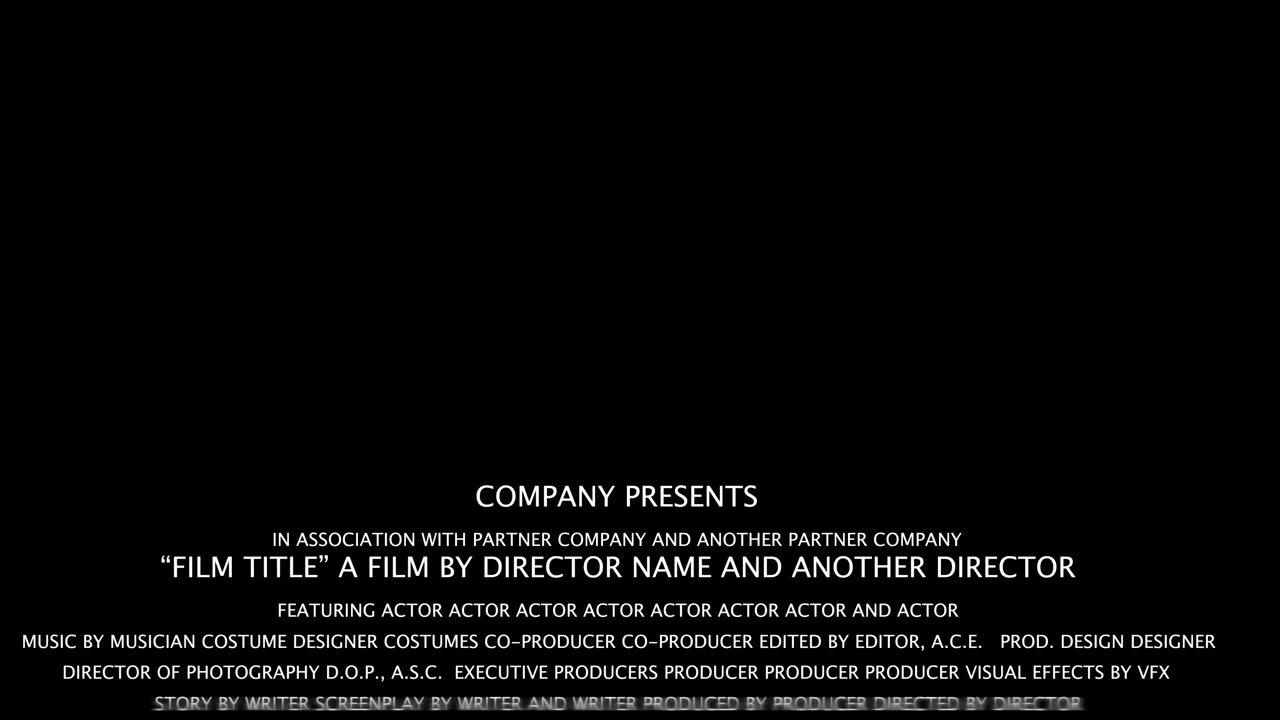 COMPANY PRESENTS
IN ASSOCIATION WITH PARTNER COMPANY AND ANOTHER PARTNER COMPANY
“FILM TITLE” A FILM BY DIRECTOR NAME AND ANOTHER DIRECTOR
FEATURING ACTOR ACTOR ACTOR ACTOR ACTOR ACTOR ACTOR AND ACTOR
MUSIC BY MUSICIAN COSTUME DESIGNER COSTUMES CO-PRODUCER CO-PRODUCER EDITED BY EDITOR, A.C.E. PROD. DESIGN DESIGNER
DIRECTOR OF PHOTOGRAPHY D.O.P., A.S.C. EXECUTIVE PRODUCERS PRODUCER PRODUCER PRODUCER VISUAL EFFECTS BY VFX
STORY BY WRITER SCREENPLAY BY WRITER AND WRITER PRODUCED BY PRODUCER DIRECTED BY DIRECTOR